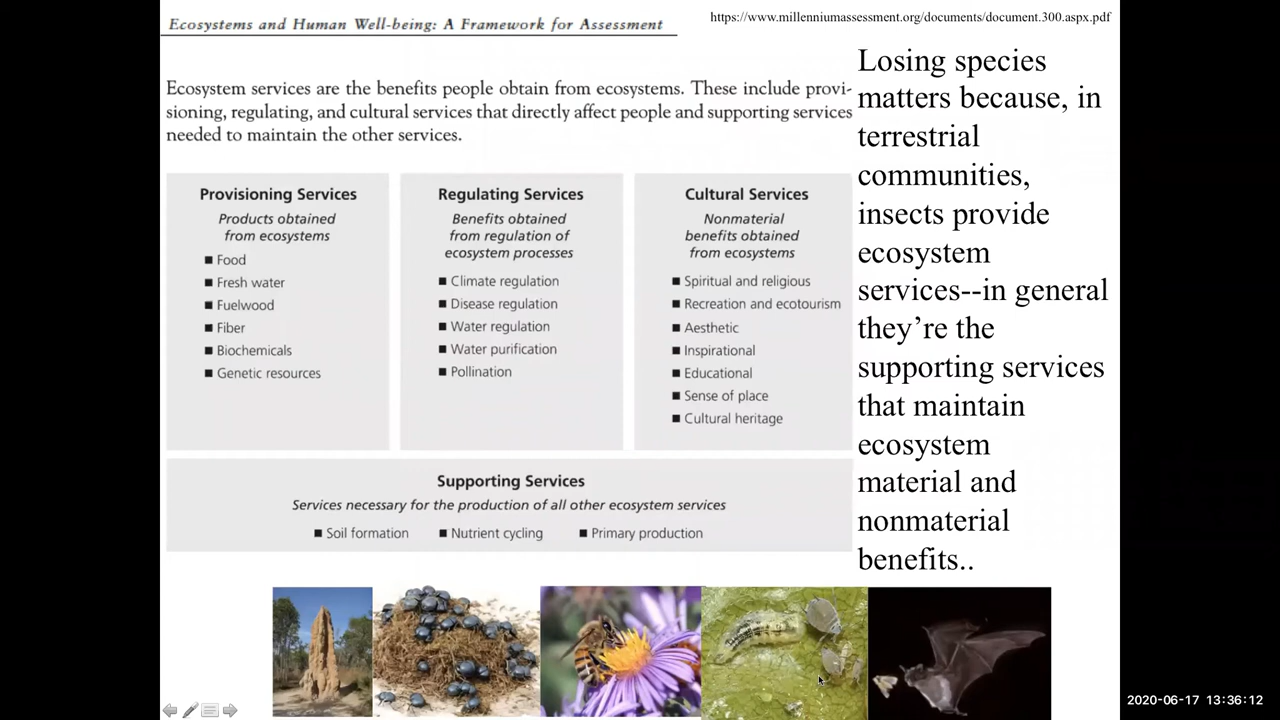 Ecosystems and Human Well-being: A Framework for Assessment
https://www.millenniumassessment.org/documents/document.300.aspx.pdf
Ecosystem services are the benefits people obtain from ecosystems. These include provi-
sioning, regulating, and cultural services that directly affect people and supporting services
needed to maintain the other services.
Provisioning Services
Products obtained
from ecosystems
■ Food
■ Fresh water
■ Fuelwood
■ Fiber
■ Biochemicals
■ Genetic resources
Regulating Services
Benefits obtained
from regulation of
ecosystem processes
■ Climate regulation
■ Disease regulation
■ Water regulation
■ Water purification
■ Pollination
Cultural Services
Nonmaterial
benefits obtained
from ecosystems
■ Spiritual and religious
■ Recreation and ecotourism
■ Aesthetic
■ Inspirational
■ Educational
■ Sense of place
■ Cultural heritage
Supporting Services
Services necessary for the production of all other ecosystem services
■ Soil formation ■ Nutrient cycling ■ Primary production
Losing species
matters because, in
terrestrial
communities,
insects provide
ecosystem
services--in general
they’re the
supporting services
that maintain
ecosystem
material and
nonmaterial
benefits..
2020-06-17 13:36:12